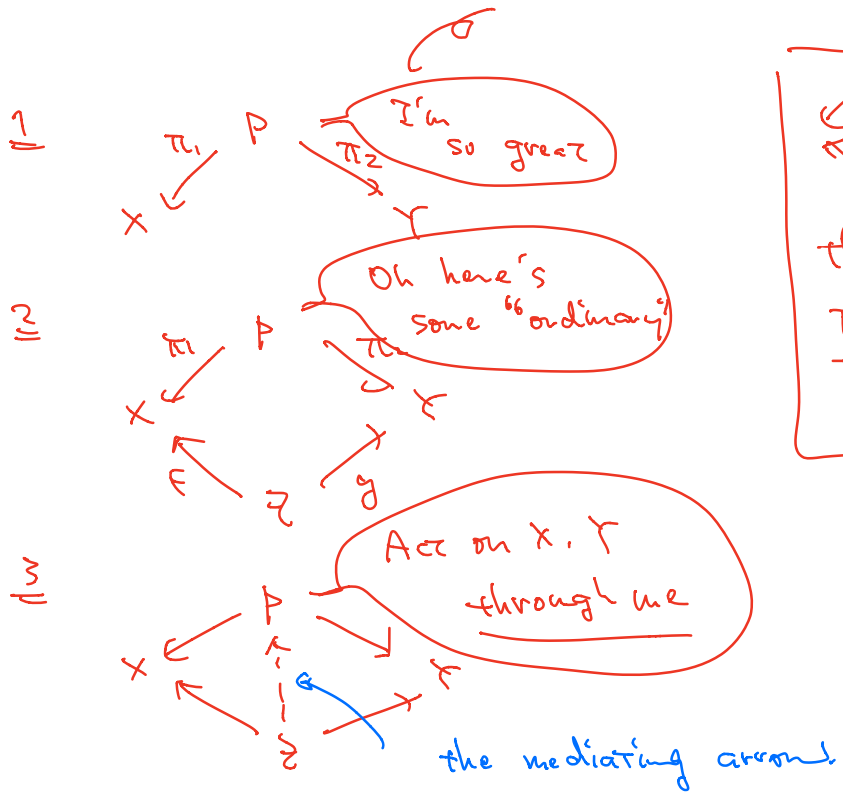 σ
1
P
I'm
so great
π1
π2
X
Y
2
Oh here's
some "ordinary"
P
π1
π2
X
Y
f
g
Z
3
Act on X, Y
through me
P
X
Y
Z
the mediating arrow.